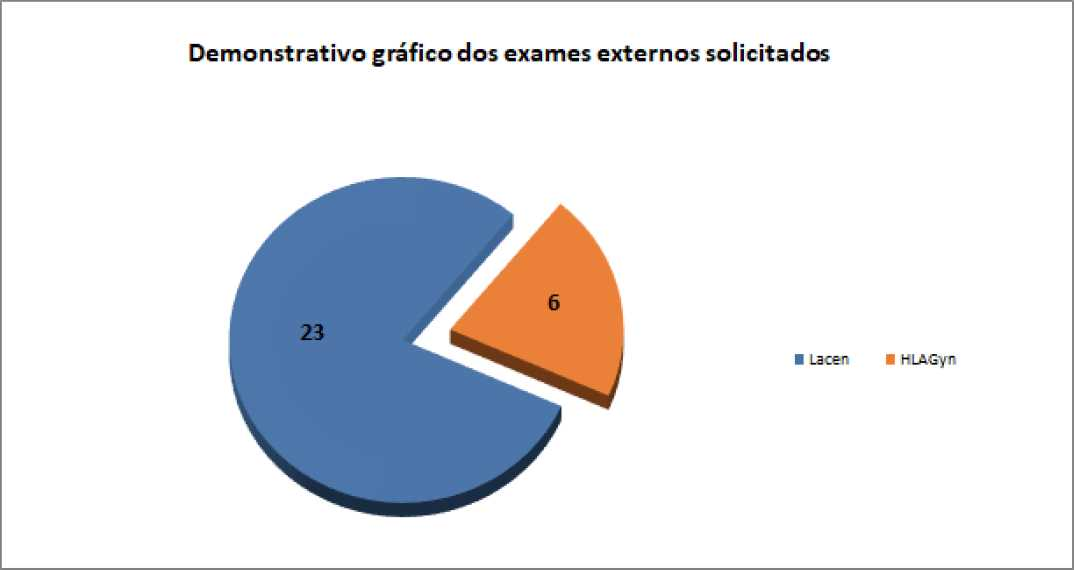 Demonstrativo gráfico dos exames externos solicitados
23
6
Lacen
HLAGyn